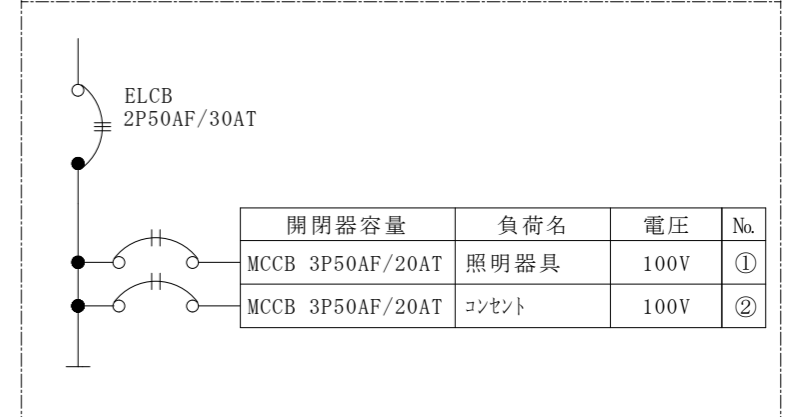 ELCB
2P50AF/30AT
開閉器容量 負荷名 電圧 №
MCCB 3P50AF/20AT 照明器具 100V ①
MCCB 3P50AF/20AT ｺﾝｾﾝﾄ 100V ②